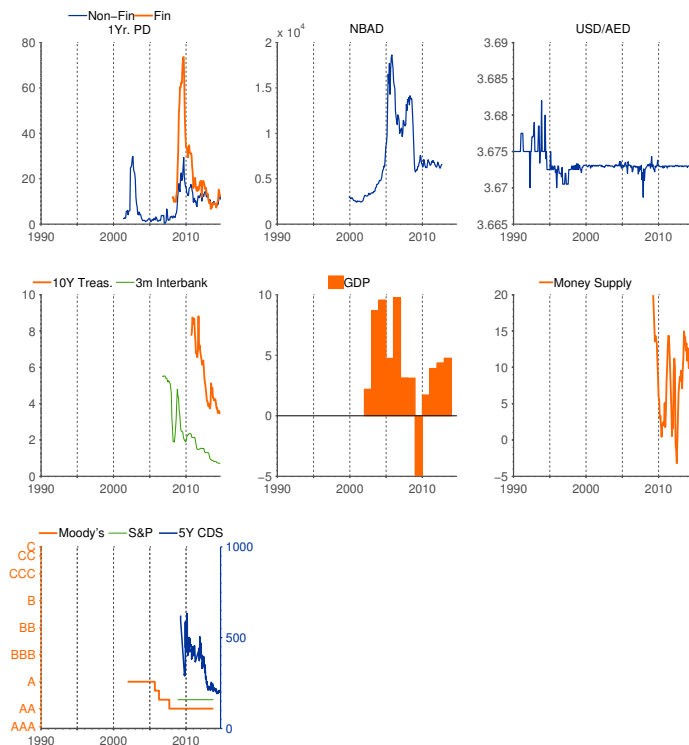 Non-Fin Fin
1Yr. PD
80
60
40
20
0
1990 2000 2010
2 x 10^4 NBAD
1.5
1
0.5
0
1990 2000 2010
USD/AED
3.69
3.685
3.68
3.675
3.67
3.665
1990 2000 2010
10Y Treas. 3m Interbank
10
8
6
4
2
0
1990 2000 2010
GDP
10
5
0
−5
1990 2000 2010
Money Supply
20
15
10
5
0
−5
1990 2000 2010
Moody's S&P 5Y CDS
C
CC
CCC
B
BB
BBB
A
AA
AAA
1000
500
0
1990 2000 2010